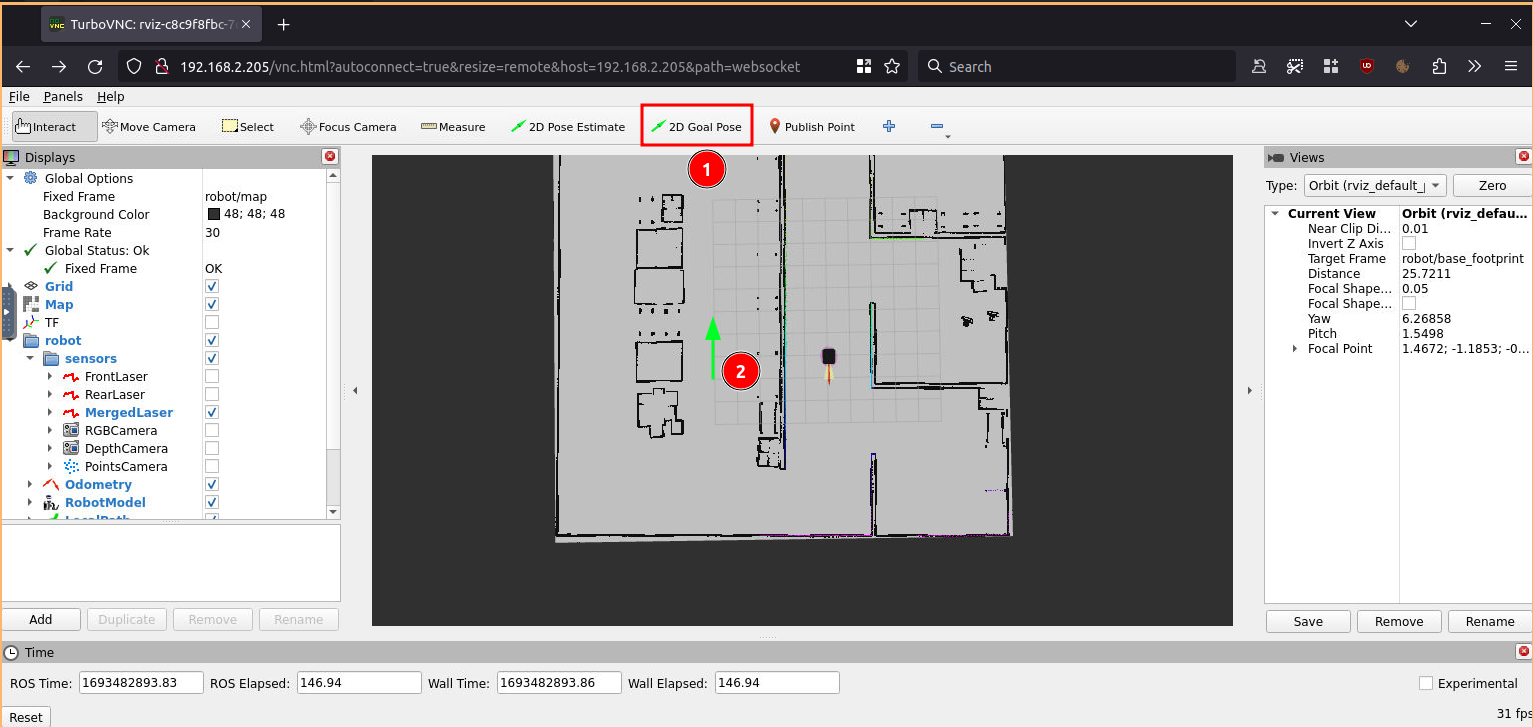 TurboVNC: rviz-c8c9f8fbc-7
192.168.2.205/vnc.html?autoconnect=true&resize=remote&host=192.168.2.205&path=websocket
Search
File Panels Help
Interact Move Camera Select Focus Camera Measure 2D Pose Estimate 2D Goal Pose Publish Point
1
2
Displays
Global Options
Fixed Frame robot/map
Background Color 48; 48; 48
Frame Rate 30
Global Status: Ok
Fixed Frame OK
Grid
Map
TF
robot
sensors
FrontLaser
RearLaser
MergedLaser
RGBCamera
DepthCamera
PointsCamera
Odometry
RobotModel
LocalPath
Add Duplicate Remove Rename
Views
Type: Orbit (rviz_default_ Zero
Current View Orbit (rviz_defau...
Near Clip Di... 0.01
Invert Z Axis
Target Frame robot/base_footprint
Distance 25.7211
Focal Shape... 0.05
Focal Shape...
Yaw 6.26858
Pitch 1.5498
Focal Point 1.4672; -1.1853; -0...
Save Remove Rename
Time
ROS Time: 1693482893.83 ROS Elapsed: 146.94 Wall Time: 1693482893.86 Wall Elapsed: 146.94 Experimental
Reset 31 fps